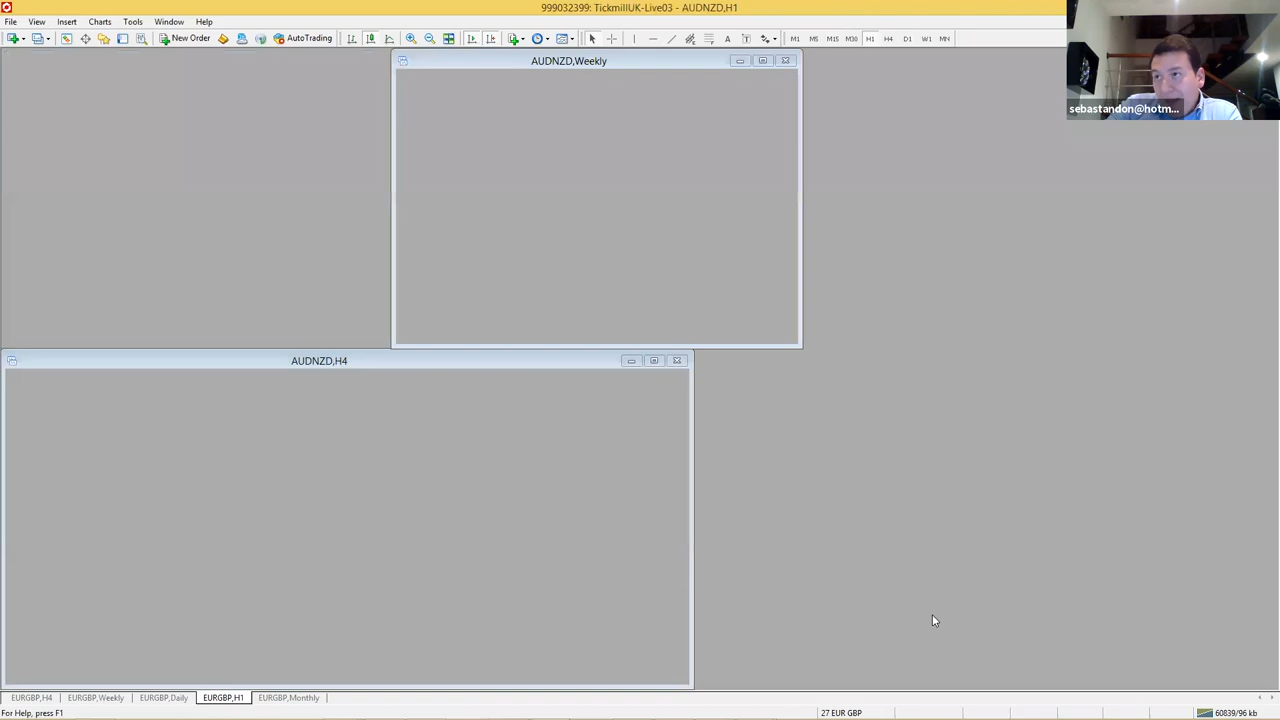 999032399: TickmillUK-Live03 - AUDNZD,H1
File View Insert Charts Tools Window Help
New Order AutoTrading A T M1 M5 M15 M30 H1 H4 D1 W1 MN
sebastandon@hotm...
AUDNZD,Weekly
AUDNZD,H4
EURGBP,H4 EURGBP,Weekly EURGBP,Daily EURGBP,H1 EURGBP,Monthly
For Help, press F1 27 EUR GBP 60839/96 kb